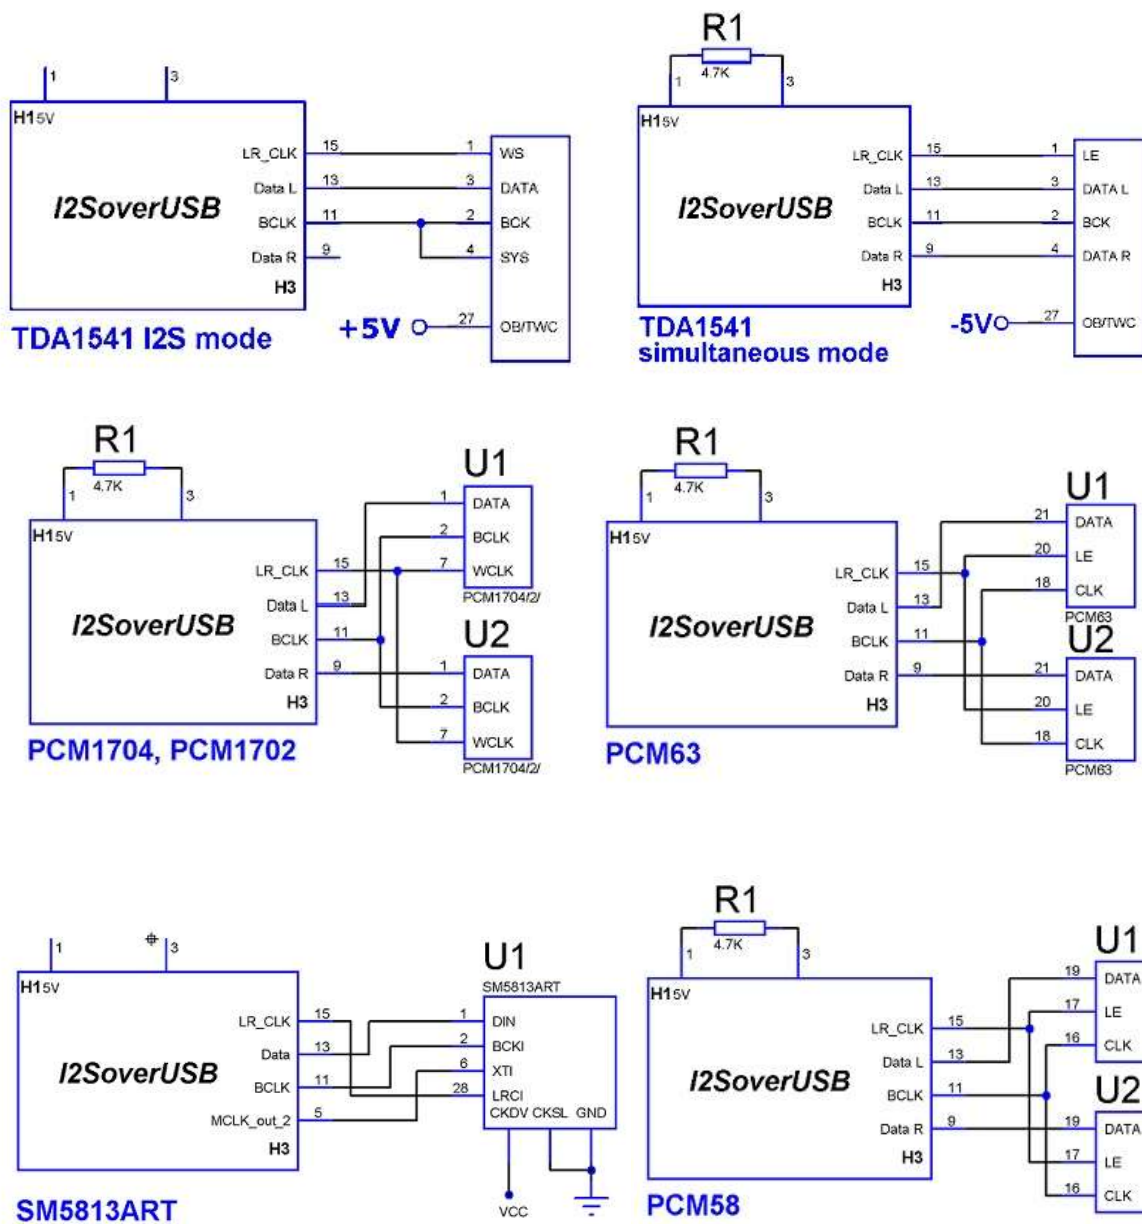 1 3
H1 5V
LR_CLK 15 1 WS
Data L 13 3 DATA
I2SoverUSB
BCLK 11 2 BCK
Data R 9 4 SYS
H3
+5V 27 OB/TWC
TDA1541 I2S mode
R1
4.7K
1 3
H1 5V
LR_CLK 15 1 LE
Data L 13 3 DATA L
I2SoverUSB
BCLK 11 2 BCK
Data R 9 4 DATA R
H3
-5V 27 OB/TWC
TDA1541
simultaneous mode
R1
4.7K
1 3
H1 5V
U1
1 DATA
2 BCLK
LR_CLK 15 7 WCLK
PCM1704/2/
Data L 13
I2SoverUSB
BCLK 11
U2
Data R 9 1 DATA
H3
2 BCLK
7 WCLK
PCM1704/2/
PCM1704, PCM1702
R1
4.7K
1 3
H1 5V
U1
21 DATA
20 LE
LR_CLK 15
18 CLK
Data L 13
PCM63
I2SoverUSB
BCLK 11
U2
Data R 9 21 DATA
H3
20 LE
18 CLK
PCM63
PCM63
1 3
H1 5V
U1
SM5813ART
LR_CLK 15 1 DIN
Data 13 2 BCKI
I2SoverUSB
6 XTI
BCLK 11 28 LRCI
CKDV CKSL GND
MCLK_out_2 5
H3
VCC
SM5813ART
R1
4.7K
1 3
H1 5V
U1
19 DATA
17 LE
LR_CLK 15
16 CLK
Data L 13
I2SoverUSB
BCLK 11
U2
Data R 9 19 DATA
H3
17 LE
16 CLK
PCM58